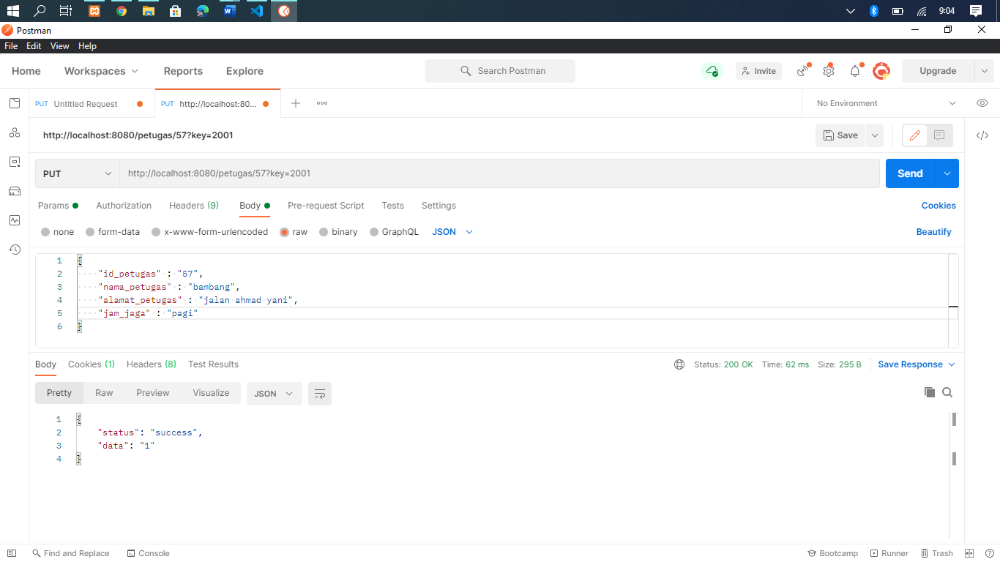 9:04
Postman
File Edit View Help
Home Workspaces Reports Explore Search Postman Invite Upgrade
PUT Untitled Request PUT http://localhost:80... No Environment
http://localhost:8080/petugas/57?key=2001 Save
PUT http://localhost:8080/petugas/57?key=2001 Send
Params Authorization Headers (9) Body Pre-request Script Tests Settings Cookies
none form-data x-www-form-urlencoded raw binary GraphQL JSON Beautify
1 {
2 "id_petugas" : "57",
3 "nama_petugas" : "bambang",
4 "alamat_petugas" : "jalan ahmad yani",
5 "jam_jaga" : "pagi"
6 }
Body Cookies (1) Headers (8) Test Results Status: 200 OK Time: 62 ms Size: 295 B Save Response
Pretty Raw Preview Visualize JSON
1 {
2 "status": "success",
3 "data": "1"
4 }
Find and Replace Console Bootcamp Runner Trash